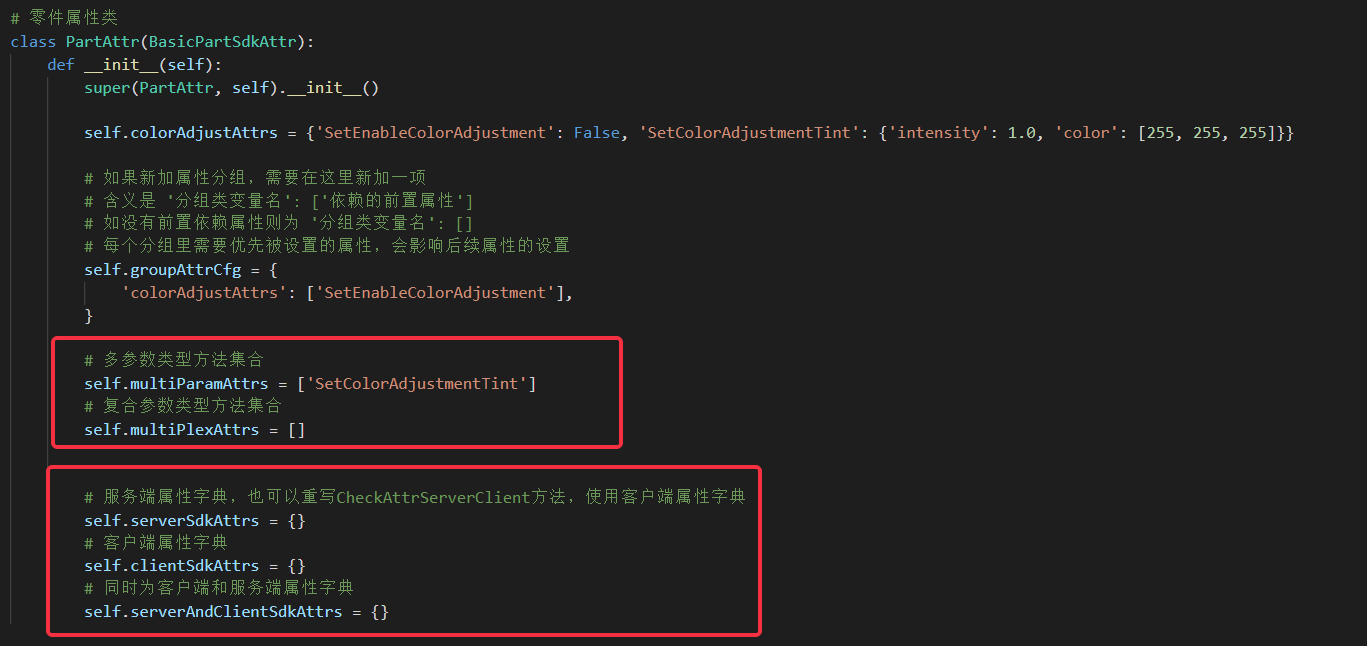 # 零件属性类
class PartAttr(BasicPartSdkAttr):
def __init__(self):
super(PartAttr, self).__init__()
self.colorAdjustAttrs = {'SetEnableColorAdjustment': False, 'SetColorAdjustmentTint': {'intensity': 1.0, 'color': [255, 255, 255]}}
# 如果新加属性分组，需要在这里新加一项
# 含义是 '分组类变量名': ['依赖的前置属性']
# 如没有前置依赖属性则为 '分组类变量名': []
# 每个分组里需要优先被设置的属性，会影响后续属性的设置
self.groupAttrCfg = {
'colorAdjustAttrs': ['SetEnableColorAdjustment'],
}
# 多参数类型方法集合
self.multiParamAttrs = ['SetColorAdjustmentTint']
# 复合参数类型方法集合
self.multiPlexAttrs = []
# 服务端属性字典，也可以重写CheckAttrServerClient方法，使用客户端属性字典
self.serverSdkAttrs = {}
# 客户端属性字典
self.clientSdkAttrs = {}
# 同时为客户端和服务端属性字典
self.serverAndClientSdkAttrs = {}